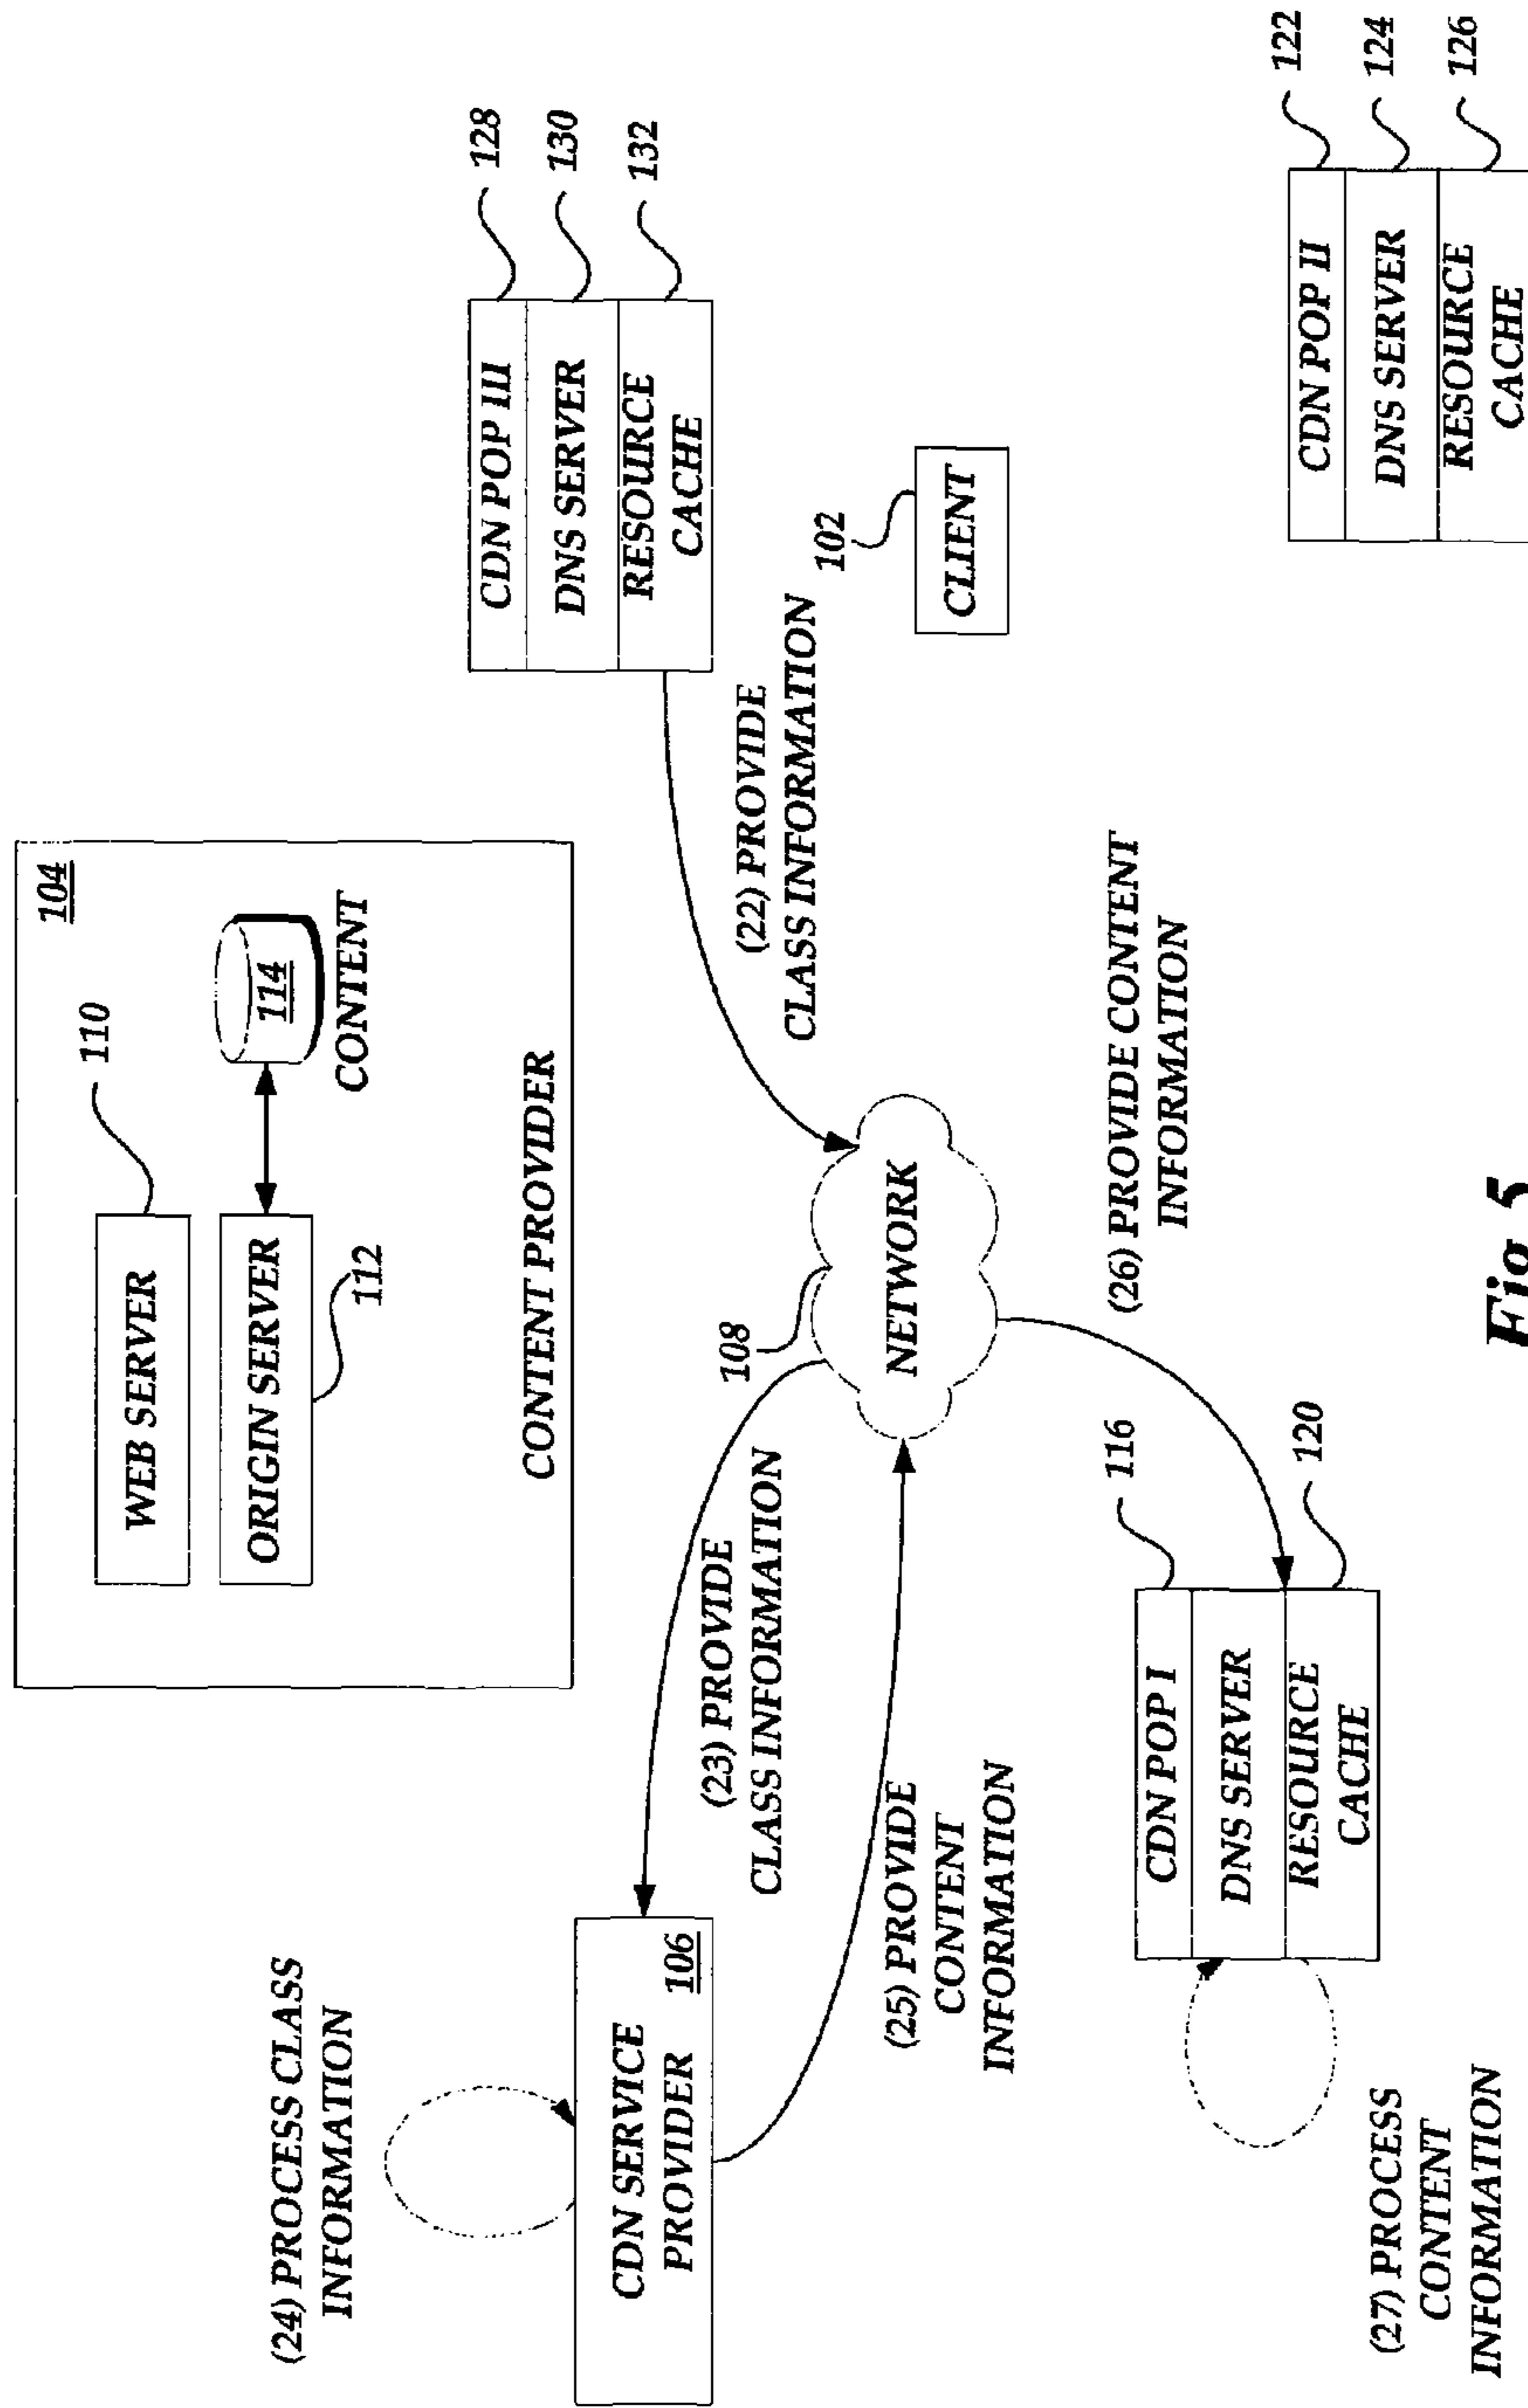 104
110
WEB SERVER
ORIGIN SERVER
112
114
CONTENT
CONTENT PROVIDER
(24) PROCESS CLASS
INFORMATION
CDN SERVICE
PROVIDER
106
(23) PROVIDE
CLASS INFORMATION
108
NETWORK
(22) PROVIDE
CLASS INFORMATION
CDN POP III
DNS SERVER
RESOURCE
CACHE
128
130
132
102
CLIENT
(25) PROVIDE
CONTENT
INFORMATION
(26) PROVIDE CONTENT
INFORMATION
116
CDN POP I
DNS SERVER
RESOURCE
CACHE
120
(27) PROCESS
CONTENT
INFORMATION
CDN POP II
DNS SERVER
RESOURCE
CACHE
122
124
126
Fig.5.